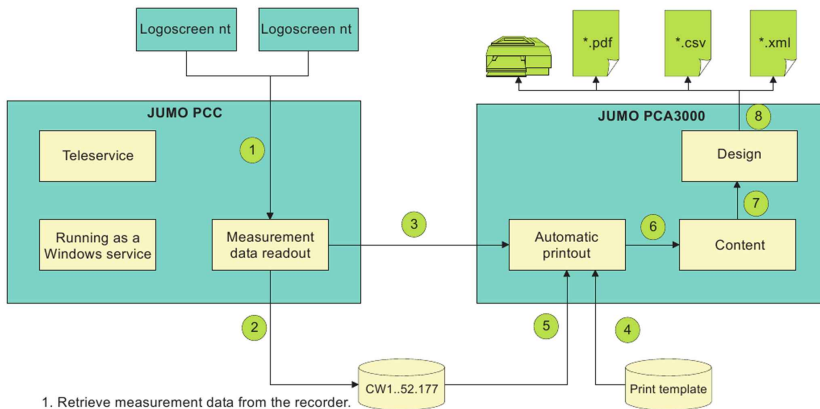 Logoscreen nt
Logoscreen nt
*.pdf
*.csv
*.xml
JUMO PCC
JUMO PCA3000
8
1
Teleservice
Design
7
3
6
Running as a
Windows service
Measurement
data readout
Automatic
printout
Content
2
5
4
CW1..52.177
Print template
1. Retrieve measurement data from the recorder.